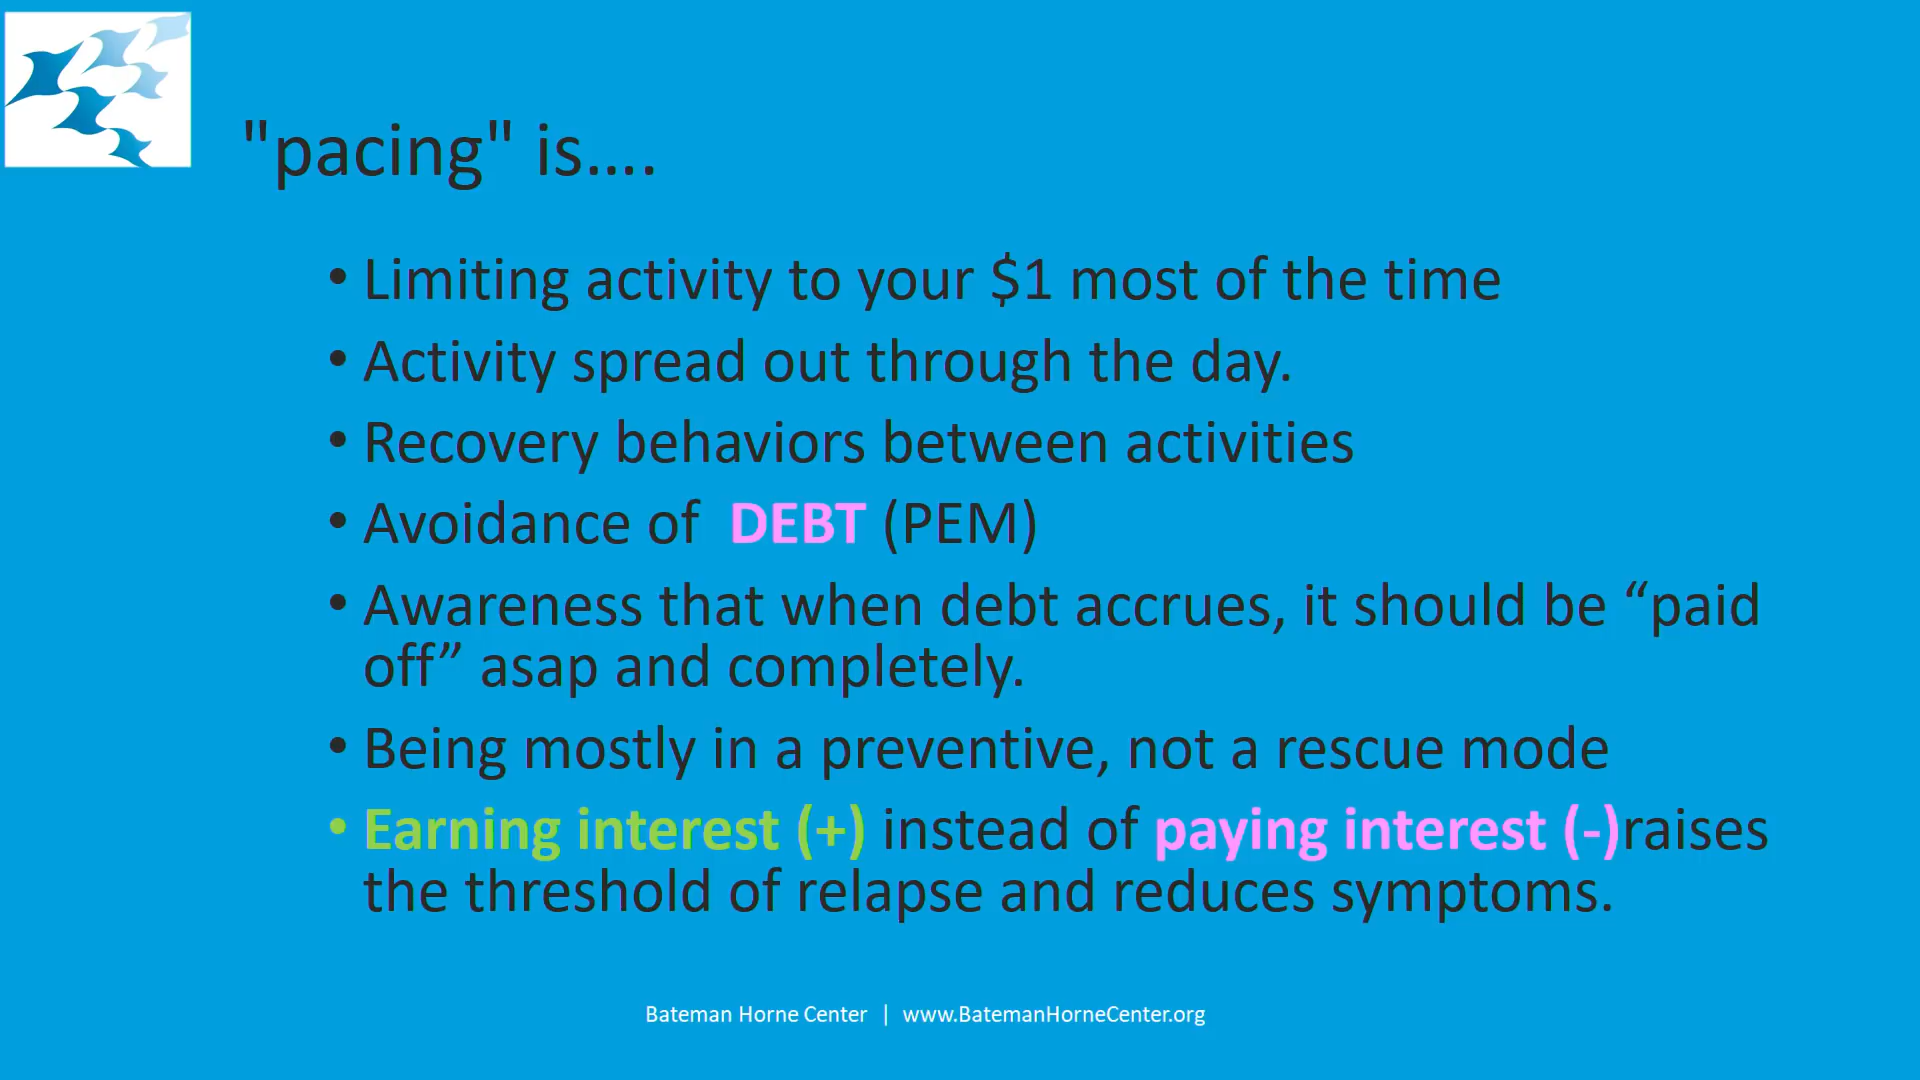 "pacing" is....
• Limiting activity to your $1 most of the time
• Activity spread out through the day.
• Recovery behaviors between activities
• Avoidance of DEBT (PEM)
• Awareness that when debt accrues, it should be “paid
off” asap and completely.
• Being mostly in a preventive, not a rescue mode
• Earning interest (+) instead of paying interest (-)raises
the threshold of relapse and reduces symptoms.
Bateman Horne Center | www.BatemanHorneCenter.org